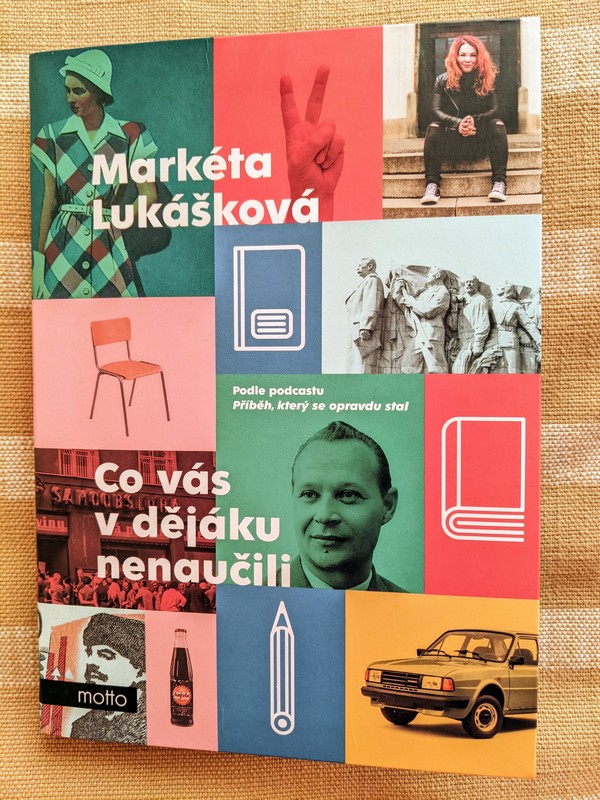 Markéta
Lukášková
Podle podcastu
Příběh, který se opravdu stal
Co vás
v dějáku
nenaučili
SAMOOBSLUHA
motto